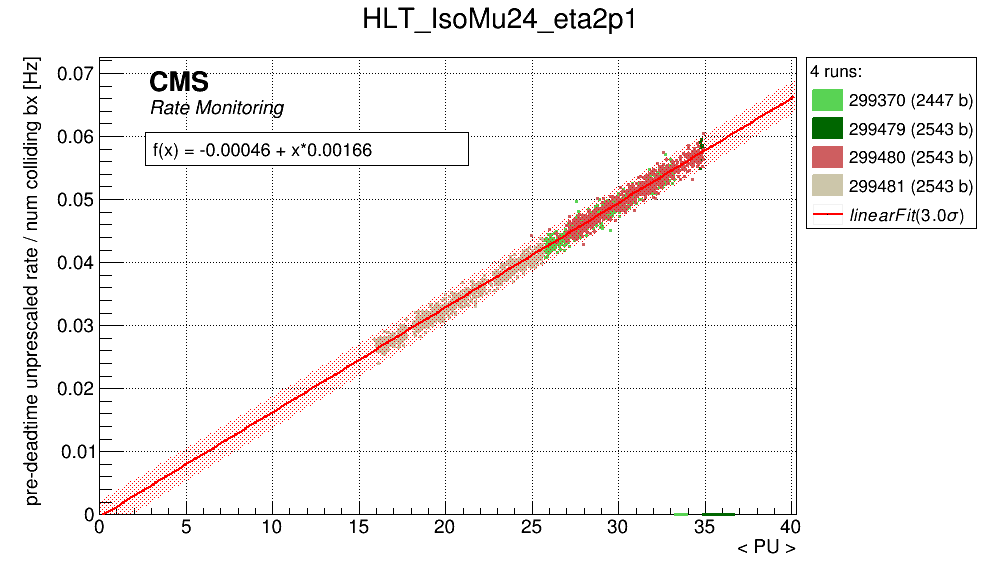 HLT_IsoMu24_eta2p1
pre-deadtime unprescaled rate / num colliding bx [Hz]
0.07
0.06
0.05
0.04
0.03
0.02
0.01
0
CMS
Rate Monitoring
f(x) = -0.00046 + x*0.00166
4 runs:
299370 (2447 b)
299479 (2543 b)
299480 (2543 b)
299481 (2543 b)
linearFit(3.0σ)
0 5 10 15 20 25 30 35 40
< PU >